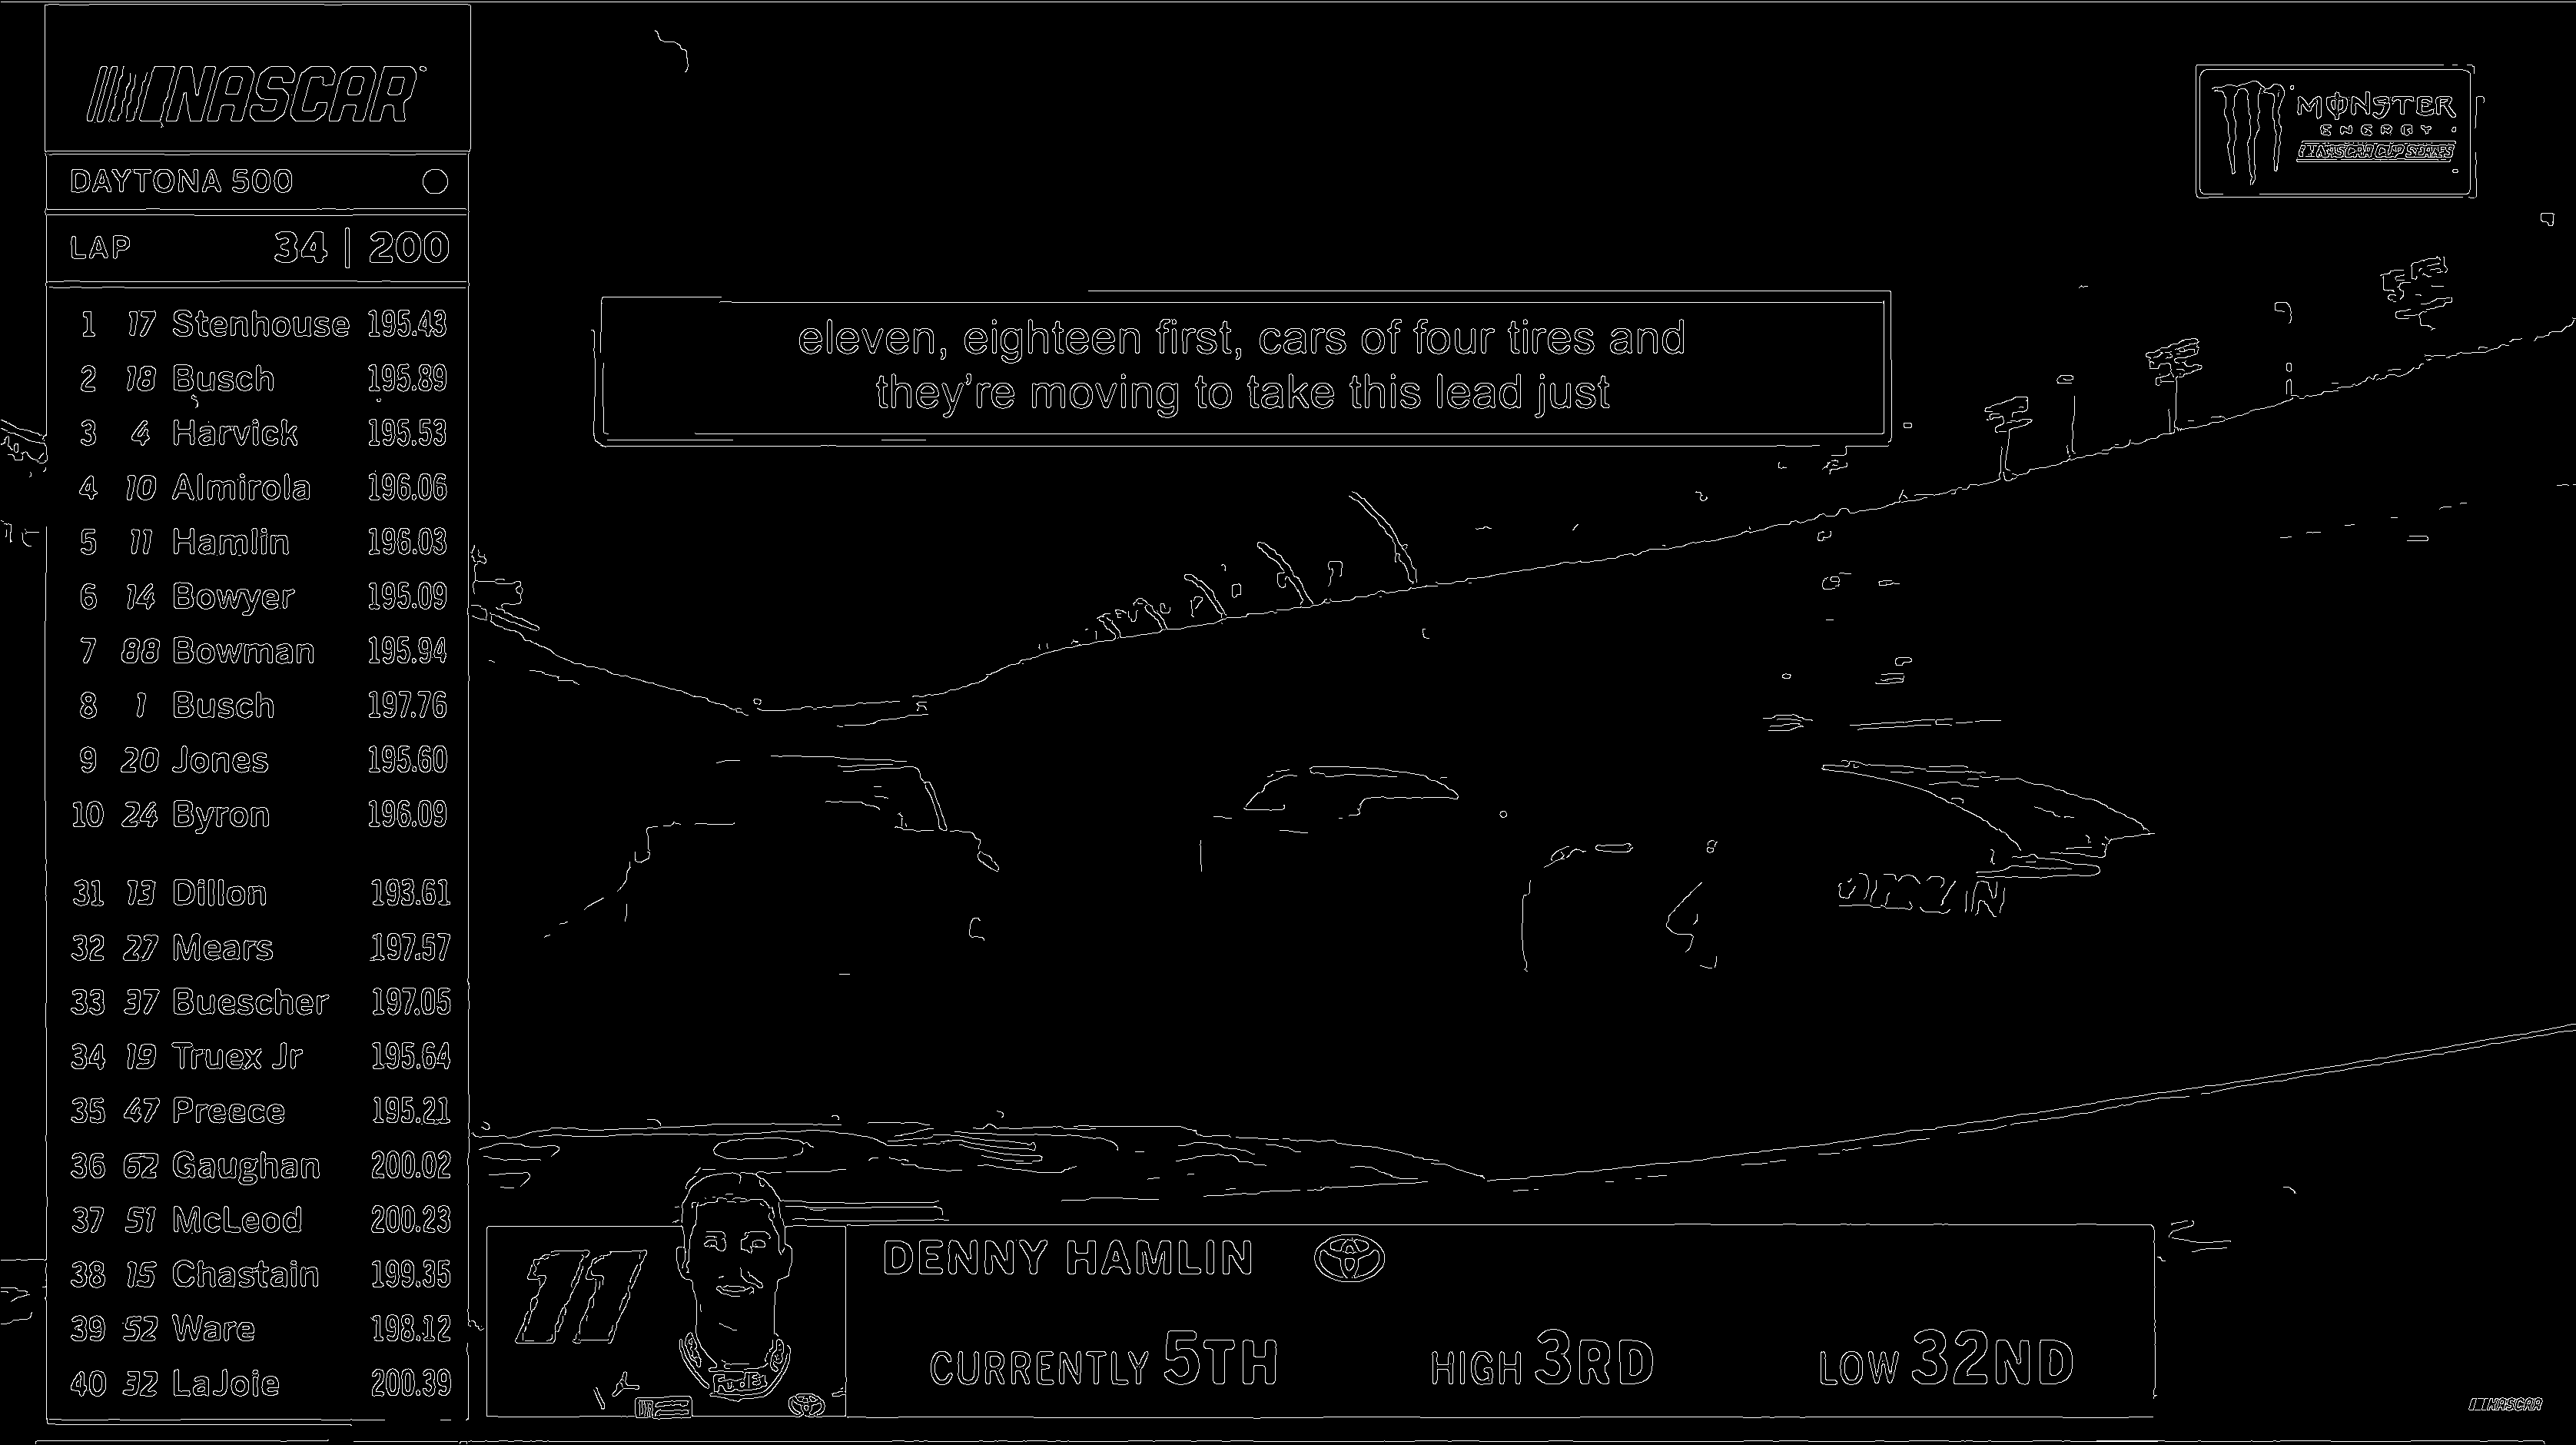 NASCAR
DAYTONA 500
LAP 34 | 200
1 17 Stenhouse 195.43
2 18 Busch 195.89
3 4 Harvick 195.53
4 10 Almirola 196.06
5 11 Hamlin 196.03
6 14 Bowyer 195.09
7 88 Bowman 195.94
8 1 Busch 197.76
9 20 Jones 195.60
10 24 Byron 196.09
31 13 Dillon 193.61
32 27 Mears 197.57
33 37 Buescher 197.05
34 19 Truex Jr 195.64
35 47 Preece 195.21
36 62 Gaughan 200.02
37 51 McLeod 200.23
38 15 Chastain 199.35
39 52 Ware 198.12
40 32 LaJoie 200.39
MONSTER
ENERGY
NASCAR CUP SERIES
eleven, eighteen first, cars of four tires and
they're moving to take this lead just
11
DENNY HAMLIN
CURRENTLY 5TH HIGH 3RD LOW 32ND
NASCAR